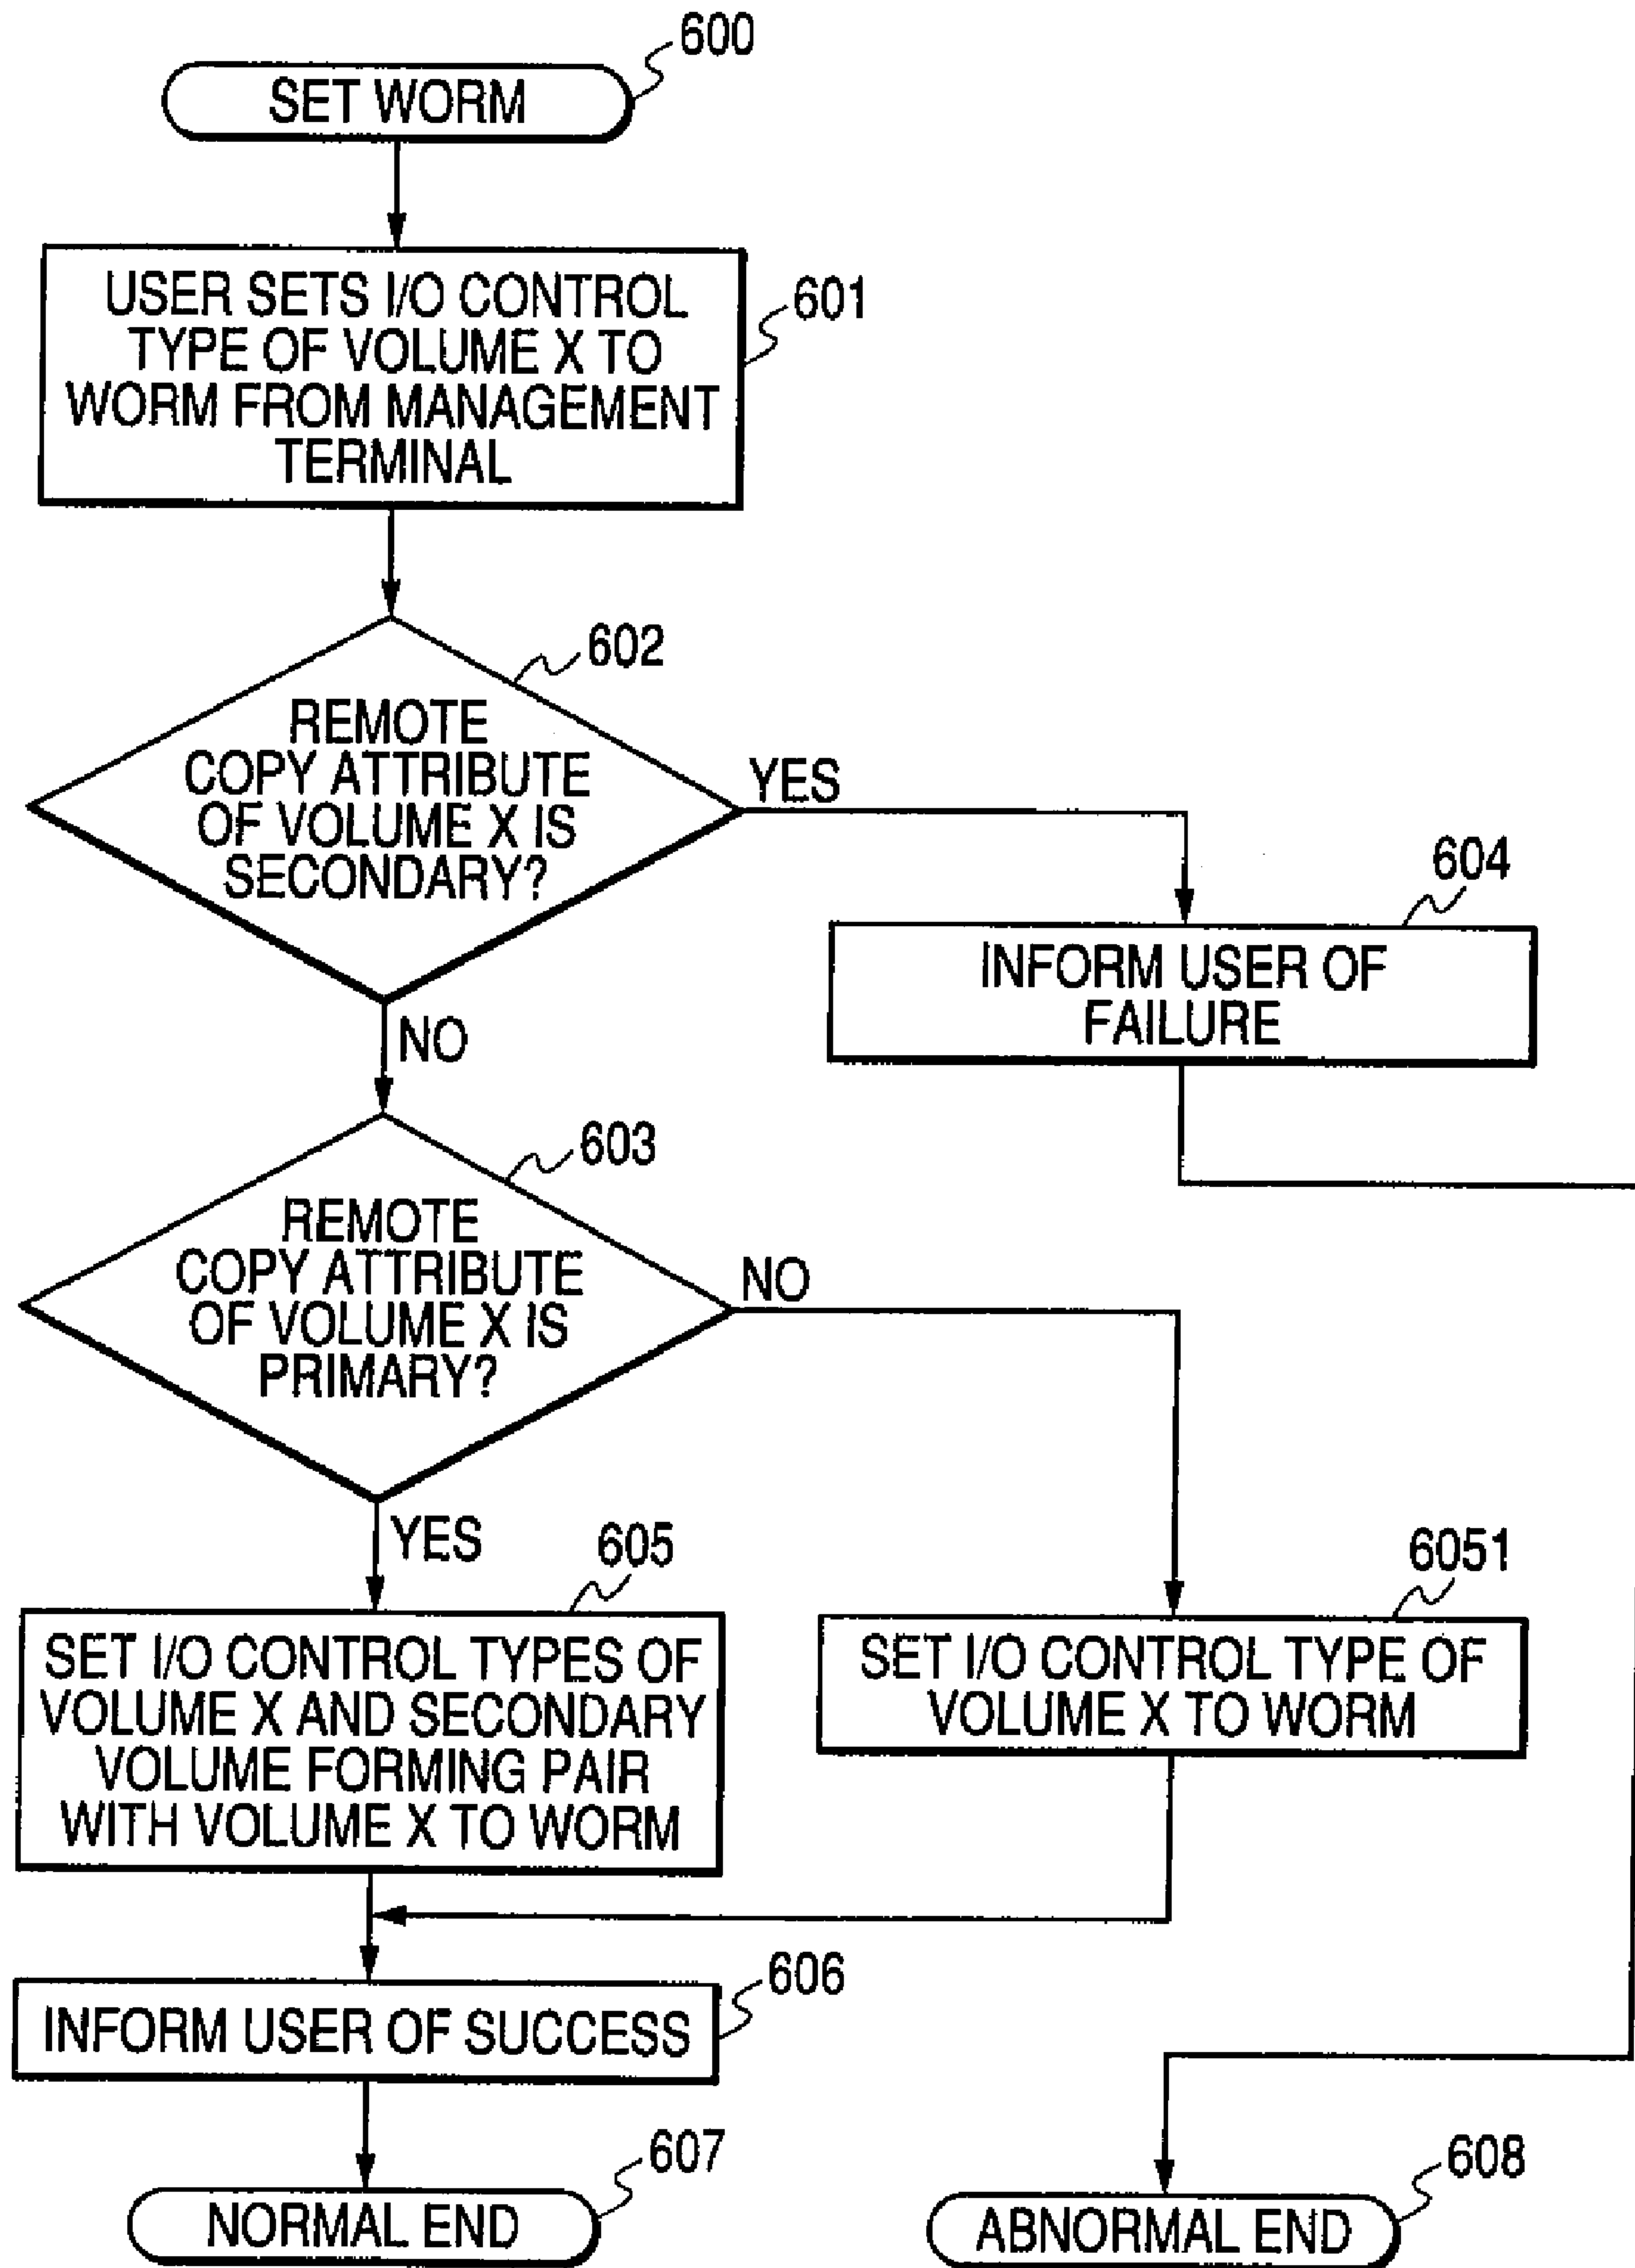 600
SET WORM
USER SETS I/O CONTROL
TYPE OF VOLUME X TO
WORM FROM MANAGEMENT
TERMINAL
601
602
REMOTE
COPY ATTRIBUTE
OF VOLUME X IS
SECONDARY?
YES
604
INFORM USER OF
FAILURE
NO
603
REMOTE
COPY ATTRIBUTE
OF VOLUME X IS
PRIMARY?
NO
YES
605
SET I/O CONTROL TYPES OF
VOLUME X AND SECONDARY
VOLUME FORMING PAIR
WITH VOLUME X TO WORM
6051
SET I/O CONTROL TYPE OF
VOLUME X TO WORM
606
INFORM USER OF SUCCESS
607
NORMAL END
608
ABNORMAL END